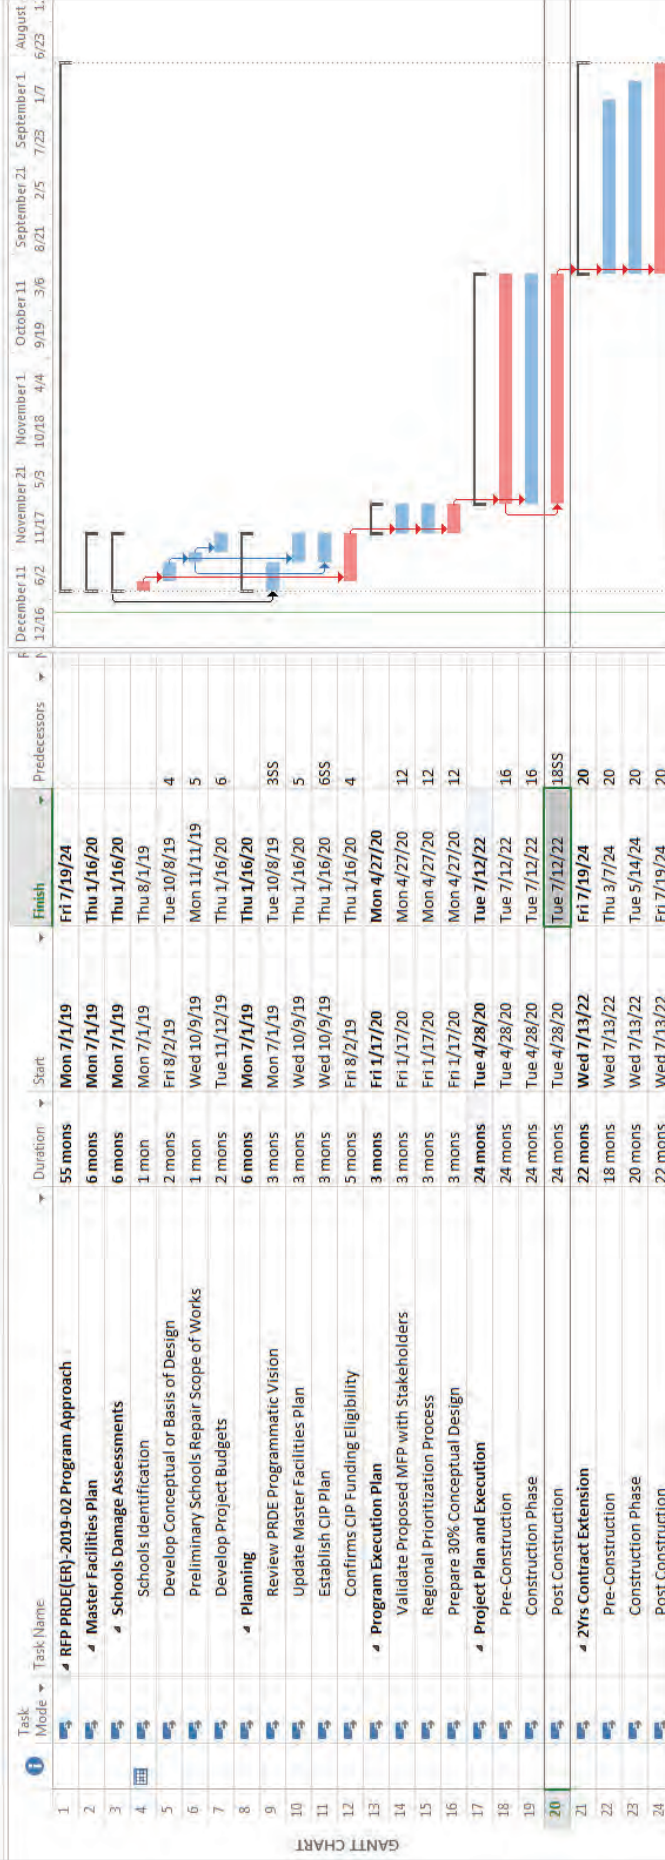 Task Mode Task Name Duration Start Finish Predecessors
1 RFP PRDE(ER)-2019-02 Program Approach 55 mons Mon 7/1/19 Fri 7/19/24
2 Master Facilities Plan 6 mons Mon 7/1/19 Thu 1/16/20
3 Schools Damage Assessments 6 mons Mon 7/1/19 Thu 1/16/20
4 Schools Identification 1 mon Mon 7/1/19 Thu 8/1/19
5 Develop Conceptual or Basis of Design 2 mons Fri 8/2/19 Tue 10/8/19 4
6 Preliminary Schools Repair Scope of Works 1 mon Wed 10/9/19 Mon 11/11/19 5
7 Develop Project Budgets 2 mons Tue 11/12/19 Thu 1/16/20 6
8 Planning 6 mons Mon 7/1/19 Thu 1/16/20
9 Review PRDE Programmatic Vision 3 mons Mon 7/1/19 Tue 10/8/19 3SS
10 Update Master Facilities Plan 3 mons Wed 10/9/19 Thu 1/16/20 5
11 Establish CIP Plan 3 mons Wed 10/9/19 Thu 1/16/20 6SS
12 Confirms CIP Funding Eligibility 5 mons Fri 8/2/19 Thu 1/16/20 4
13 Program Execution Plan 3 mons Fri 1/17/20 Mon 4/27/20
14 Validate Proposed MFP with Stakeholders 3 mons Fri 1/17/20 Mon 4/27/20 12
15 Regional Prioritization Process 3 mons Fri 1/17/20 Mon 4/27/20 12
16 Prepare 30% Conceptual Design 3 mons Fri 1/17/20 Mon 4/27/20 12
17 Project Plan and Execution 24 mons Tue 4/28/20 Tue 7/12/22
18 Pre-Construction 24 mons Tue 4/28/20 Tue 7/12/22 16
19 Construction Phase 24 mons Tue 4/28/20 Tue 7/12/22 16
20 Post Construction 24 mons Tue 4/28/20 Tue 7/12/22 18SS
21 2Yrs Contract Extension 22 mons Wed 7/13/22 Fri 7/19/24 20
22 Pre-Construction 18 mons Wed 7/13/22 Thu 3/7/24 20
23 Construction Phase 20 mons Wed 7/13/22 Tue 5/14/24 20
24 Post Construction 22 mons Wed 7/13/22 Fri 7/19/24 20
GANTT CHART
December 11 November 21 November 1 October 11 September 21 September 1 August
12/16 6/2 11/17 5/3 10/18 4/4 9/19 3/6 8/21 2/5 7/23 1/7 6/23